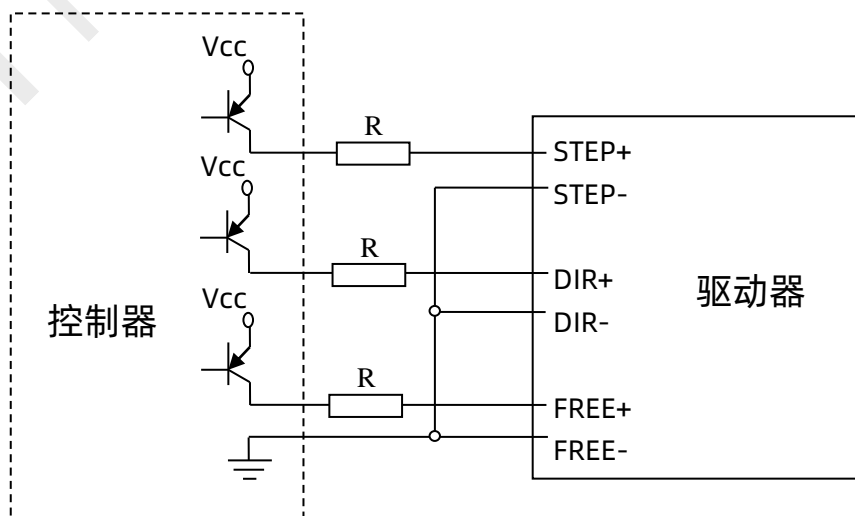 Vcc
R
STEP+
Vcc
STEP-
R
DIR+
控制器
驱动器
Vcc
DIR-
R
FREE+
FREE-